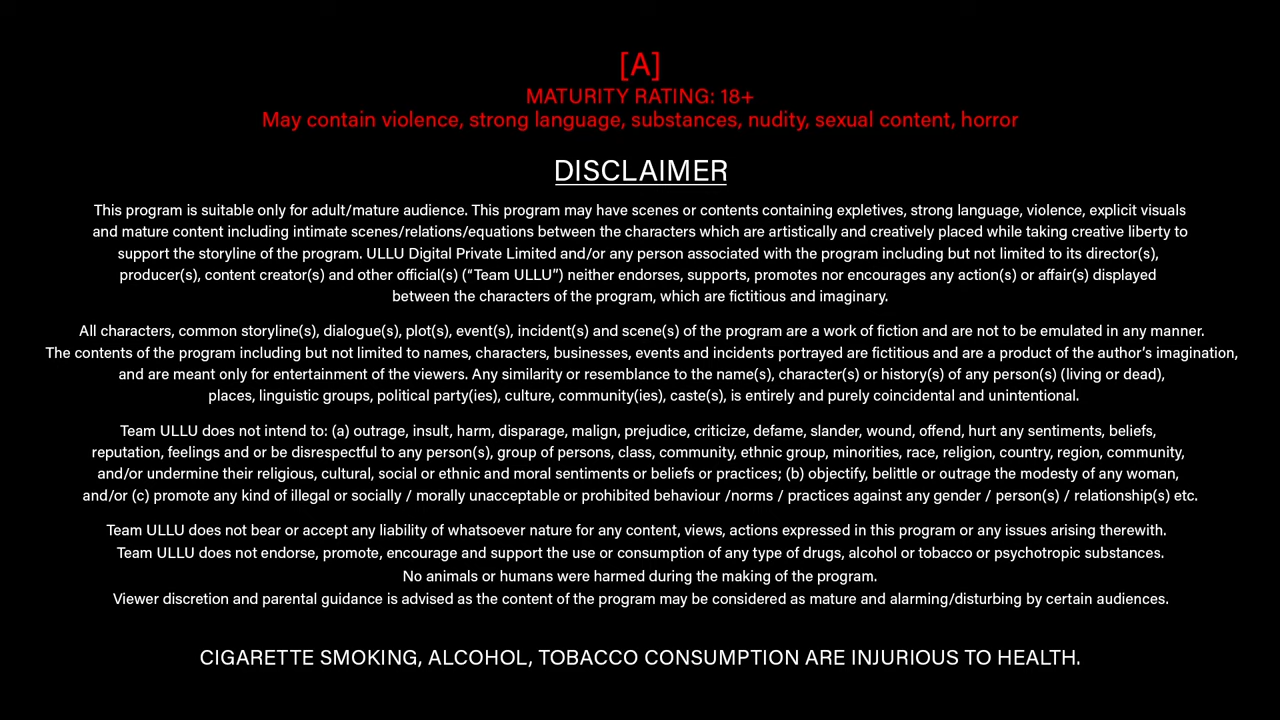 [A]
MATURITY RATING: 18+
May contain violence, strong language, substances, nudity, sexual content, horror
DISCLAIMER
This program is suitable only for adult/mature audience. This program may have scenes or contents containing expletives, strong language, violence, explicit visuals
and mature content including intimate scenes/relations/equations between the characters which are artistically and creatively placed while taking creative liberty to
support the storyline of the program. ULLU Digital Private Limited and/or any person associated with the program including but not limited to its director(s),
producer(s), content creator(s) and other official(s) (“Team ULLU”) neither endorses, supports, promotes nor encourages any action(s) or affair(s) displayed
between the characters of the program, which are fictitious and imaginary.
All characters, common storyline(s), dialogue(s), plot(s), event(s), incident(s) and scene(s) of the program are a work of fiction and are not to be emulated in any manner.
The contents of the program including but not limited to names, characters, businesses, events and incidents portrayed are fictitious and are a product of the author’s imagination,
and are meant only for entertainment of the viewers. Any similarity or resemblance to the name(s), character(s) or history(s) of any person(s) (living or dead),
places, linguistic groups, political party(ies), culture, community(ies), caste(s), is entirely and purely coincidental and unintentional.
Team ULLU does not intend to: (a) outrage, insult, harm, disparage, malign, prejudice, criticize, defame, slander, wound, offend, hurt any sentiments, beliefs,
reputation, feelings and or be disrespectful to any person(s), group of persons, class, community, ethnic group, minorities, race, religion, country, region, community,
and/or undermine their religious, cultural, social or ethnic and moral sentiments or beliefs or practices; (b) objectify, belittle or outrage the modesty of any woman,
and/or (c) promote any kind of illegal or socially / morally unacceptable or prohibited behaviour /norms / practices against any gender / person(s) / relationship(s) etc.
Team ULLU does not bear or accept any liability of whatsoever nature for any content, views, actions expressed in this program or any issues arising therewith.
Team ULLU does not endorse, promote, encourage and support the use or consumption of any type of drugs, alcohol or tobacco or psychotropic substances.
No animals or humans were harmed during the making of the program.
Viewer discretion and parental guidance is advised as the content of the program may be considered as mature and alarming/disturbing by certain audiences.
CIGARETTE SMOKING, ALCOHOL, TOBACCO CONSUMPTION ARE INJURIOUS TO HEALTH.